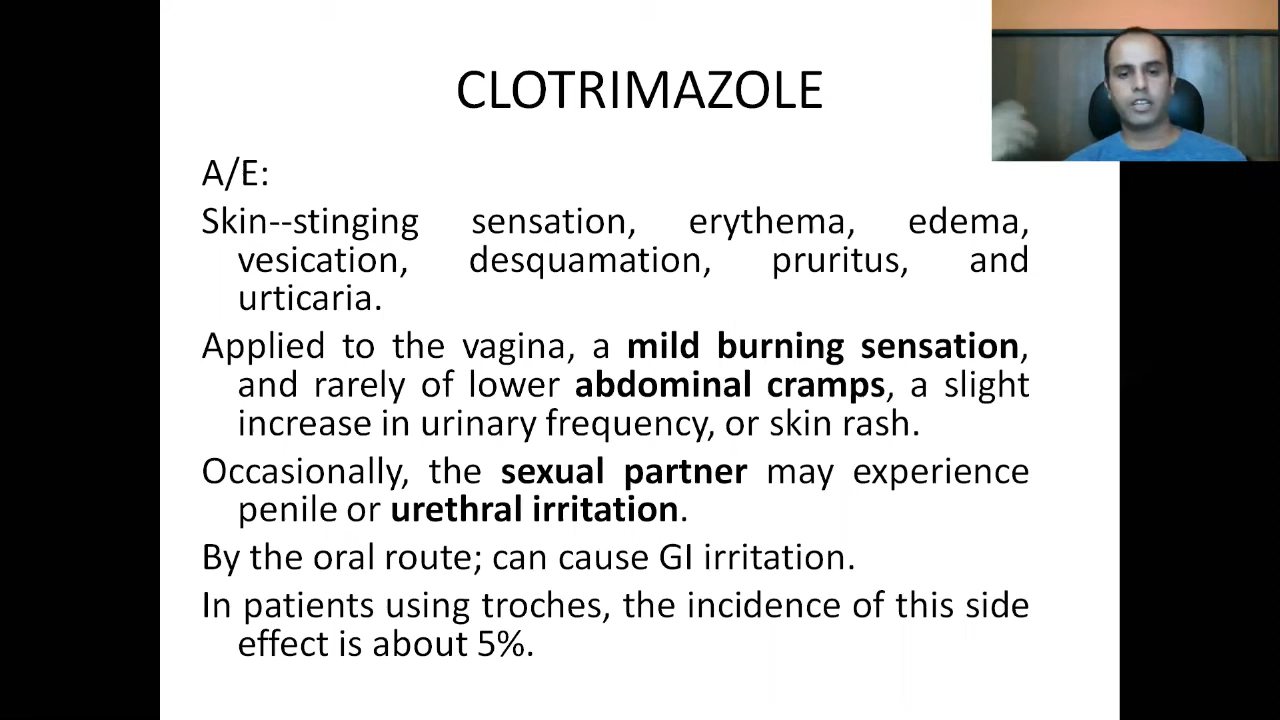 CLOTRIMAZOLE
A/E:
Skin--stinging sensation, erythema, edema,
vesication, desquamation, pruritus, and
urticaria.
Applied to the vagina, a mild burning sensation,
and rarely of lower abdominal cramps, a slight
increase in urinary frequency, or skin rash.
Occasionally, the sexual partner may experience
penile or urethral irritation.
By the oral route; can cause GI irritation.
In patients using troches, the incidence of this side
effect is about 5%.